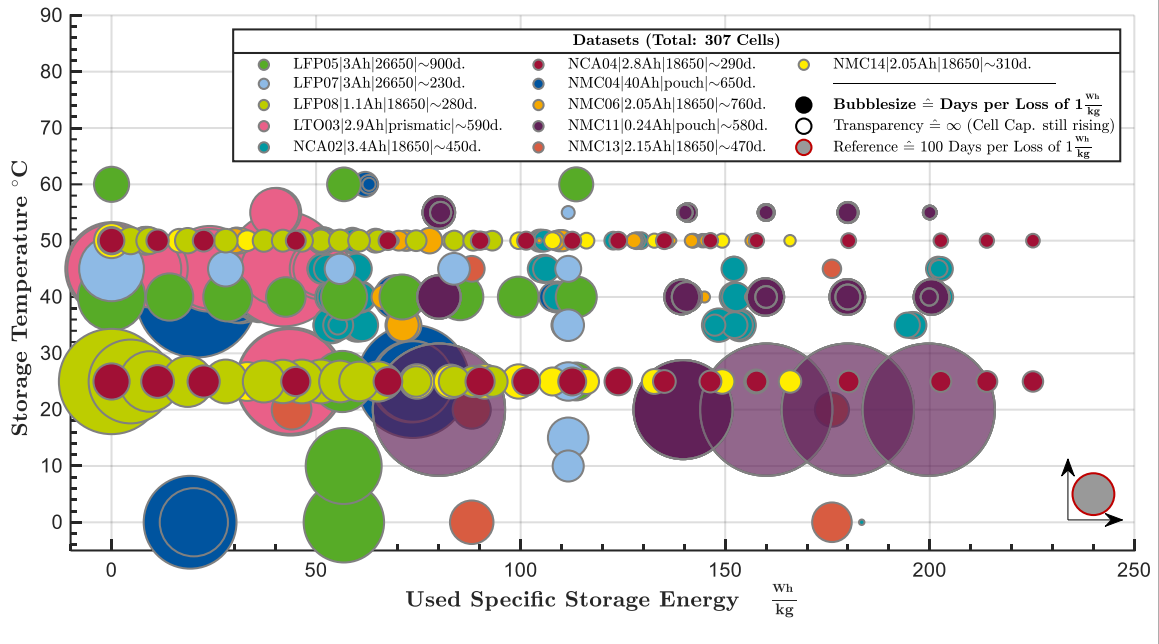 90
80
70
60
50
40
30
20
10
0
Storage Temperature °C
Datasets (Total: 307 Cells)
LFP05|3Ah|26650|~900d.
LFP07|3Ah|26650|~230d.
LFP08|1.1Ah|18650|~280d.
LTO03|2.9Ah|prismatic|~590d.
NCA02|3.4Ah|18650|~450d.
NCA04|2.8Ah|18650|~290d.
NMC04|40Ah|pouch|~650d.
NMC06|2.05Ah|18650|~760d.
NMC11|0.24Ah|pouch|~580d.
NMC13|2.15Ah|18650|~470d.
NMC14|2.05Ah|18650|~310d.
Bubblesize ≙ Days per Loss of 1 Wh/kg
Transparency ≙ ∞ (Cell Cap. still rising)
Reference ≙ 100 Days per Loss of 1 Wh/kg
0 50 100 150 200 250
Used Specific Storage Energy Wh/kg